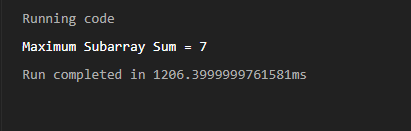 Running code
Maximum Subarray Sum = 7
Run completed in 1206.3999999761581ms